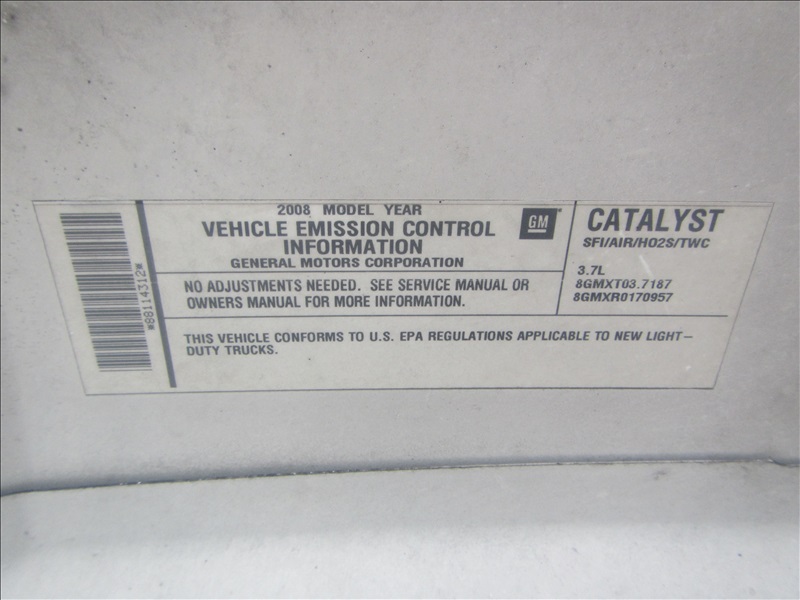 2008 MODEL YEAR
VEHICLE EMISSION CONTROL
INFORMATION
GENERAL MOTORS CORPORATION
GM
NO ADJUSTMENTS NEEDED. SEE SERVICE MANUAL OR
OWNERS MANUAL FOR MORE INFORMATION.
CATALYST
SFI/AIR/HO2S/TWC
3.7L
8GMXT03.7187
8GMXR0170957
THIS VEHICLE CONFORMS TO U.S. EPA REGULATIONS APPLICABLE TO NEW LIGHT–
DUTY TRUCKS.
*88114312*